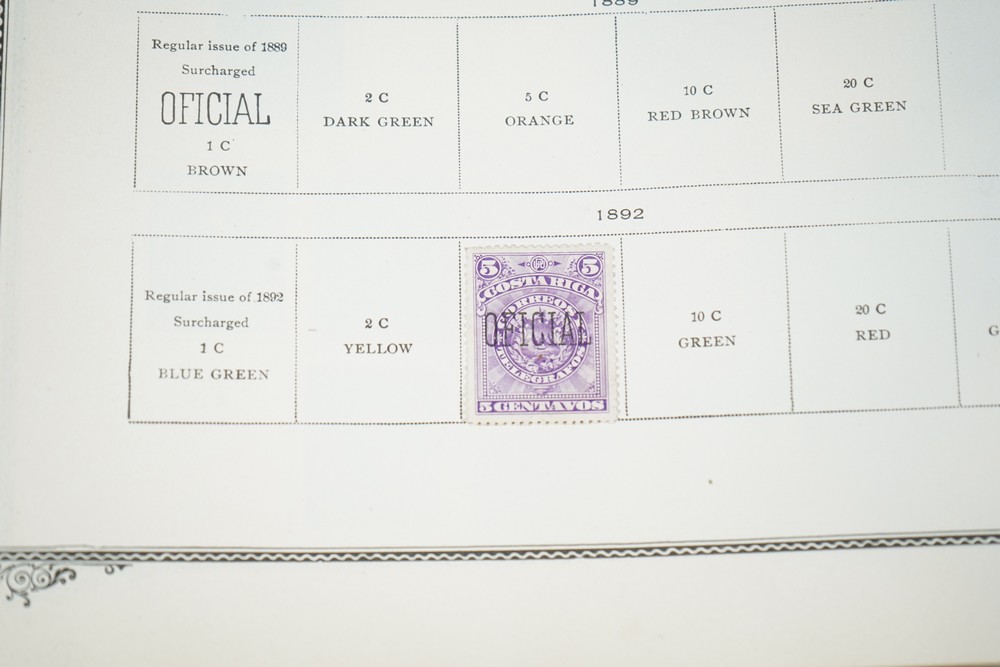 1889
Regular issue of 1889
Surcharged
OFICIAL
1 C
BROWN
2 C
DARK GREEN
5 C
ORANGE
10 C
RED BROWN
20 C
SEA GREEN
1892
Regular issue of 1892
Surcharged
1 C
BLUE GREEN
2 C
YELLOW
5 5
COSTA RICA
CORREOS
OFICIAL
TELEGRAFOS
5 CENTAVOS
10 C
GREEN
20 C
RED
G